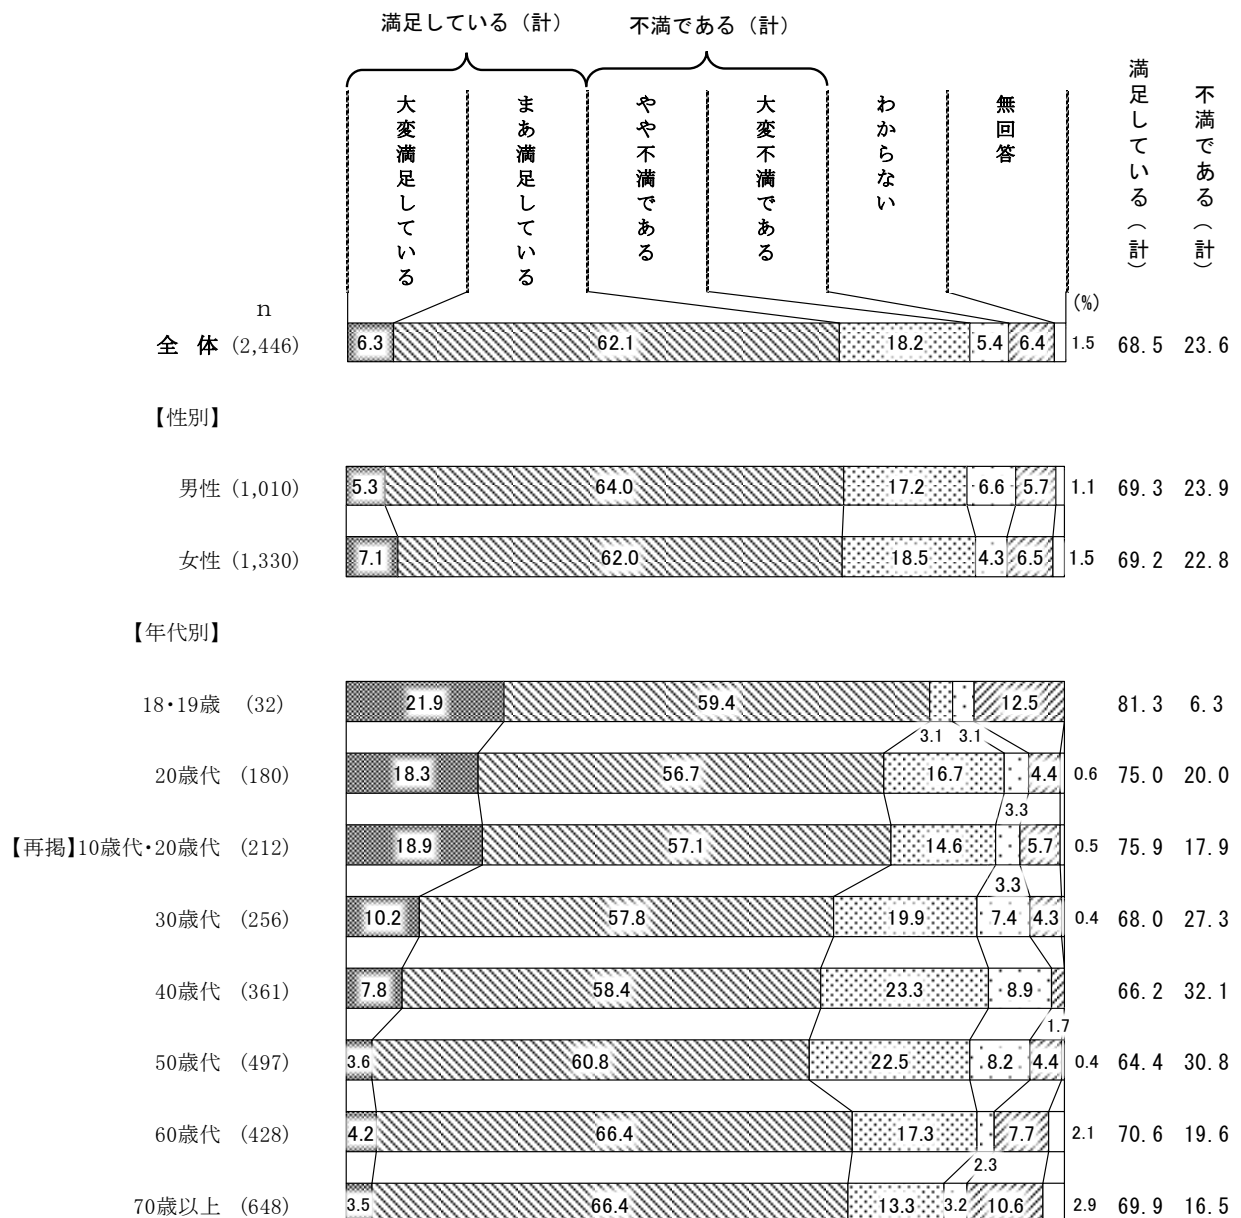 満足している（計）　不満である（計）
大変満足している
まあ満足している
やや不満である
大変不満である
わからない
無回答
満足している（計）
不満である（計）
n
(%)
全 体 (2,446) 6.3 62.1 18.2 5.4 6.4 1.5 68.5 23.6
【性別】
男性 (1,010) 5.3 64.0 17.2 6.6 5.7 1.1 69.3 23.9
女性 (1,330) 7.1 62.0 18.5 4.3 6.5 1.5 69.2 22.8
【年代別】
18・19歳 (32) 21.9 59.4 12.5 81.3 6.3
3.1 3.1
20歳代 (180) 18.3 56.7 16.7 4.4 0.6 75.0 20.0
3.3
【再掲】10歳代・20歳代 (212) 18.9 57.1 14.6 5.7 0.5 75.9 17.9
3.3
30歳代 (256) 10.2 57.8 19.9 7.4 4.3 0.4 68.0 27.3
40歳代 (361) 7.8 58.4 23.3 8.9 66.2 32.1
1.7
50歳代 (497) 3.6 60.8 22.5 8.2 4.4 0.4 64.4 30.8
60歳代 (428) 4.2 66.4 17.3 7.7 2.1 70.6 19.6
2.3
70歳以上 (648) 3.5 66.4 13.3 3.2 10.6 2.9 69.9 16.5